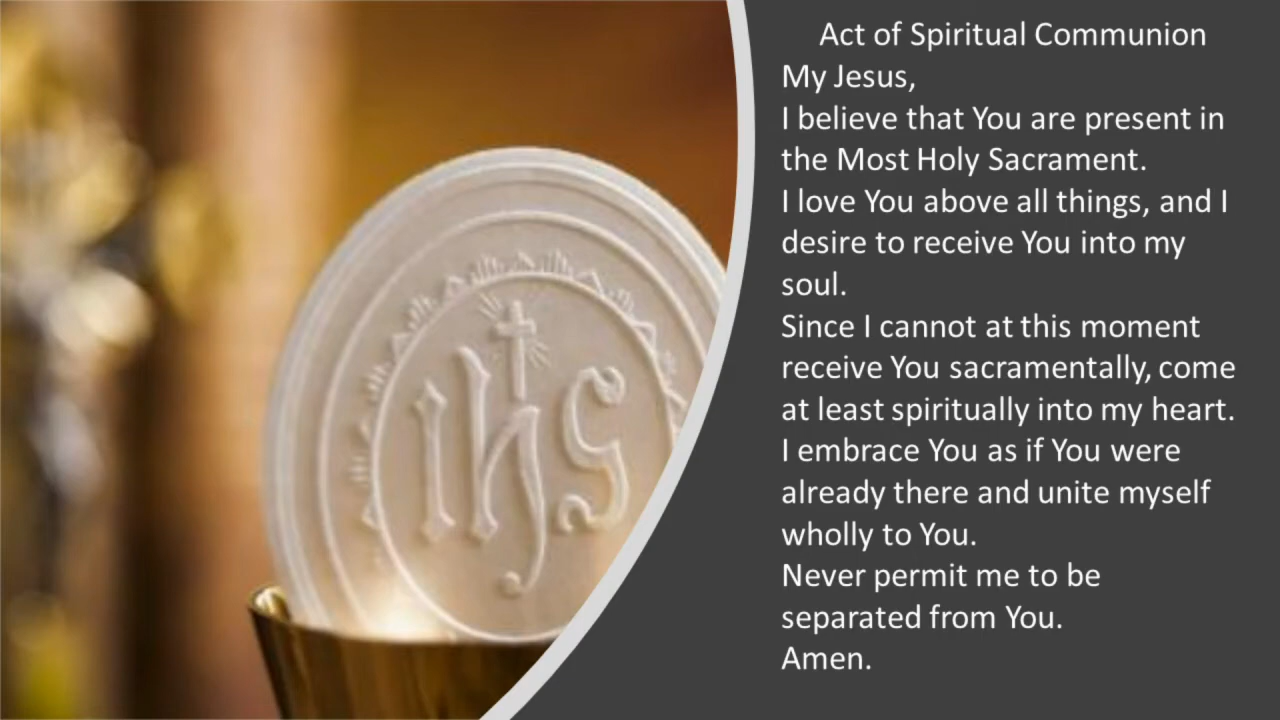 Act of Spiritual Communion
My Jesus,
I believe that You are present in
the Most Holy Sacrament.
I love You above all things, and I
desire to receive You into my
soul.
Since I cannot at this moment
receive You sacramentally, come
at least spiritually into my heart.
I embrace You as if You were
already there and unite myself
wholly to You.
Never permit me to be
separated from You.
Amen.
ihs